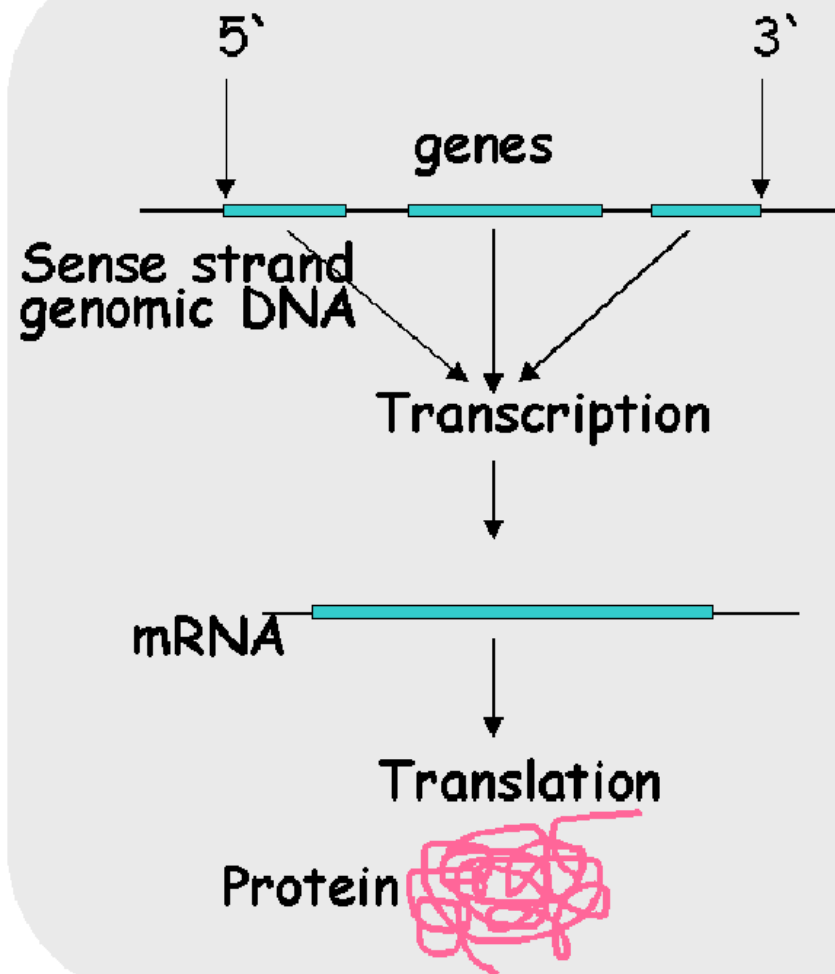 5` 3`
genes
Sense strand
genomic DNA
Transcription
mRNA
Translation
Protein